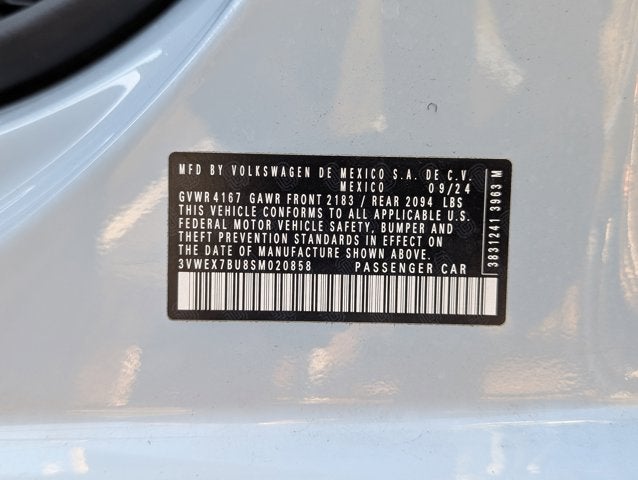 MFD BY VOLKSWAGEN DE MEXICO S.A. DE C.V.
MEXICO 09/24
GVWR 4167 GAWR FRONT 2183 / REAR 2094 LBS
THIS VEHICLE CONFORMS TO ALL APPLICABLE U.S.
FEDERAL MOTOR VEHICLE SAFETY, BUMPER AND
THEFT PREVENTION STANDARDS IN EFFECT ON
THE DATE OF MANUFACTURE SHOWN ABOVE.
3VWEX7BU8SM020858 PASSENGER CAR
3831241 3963 M